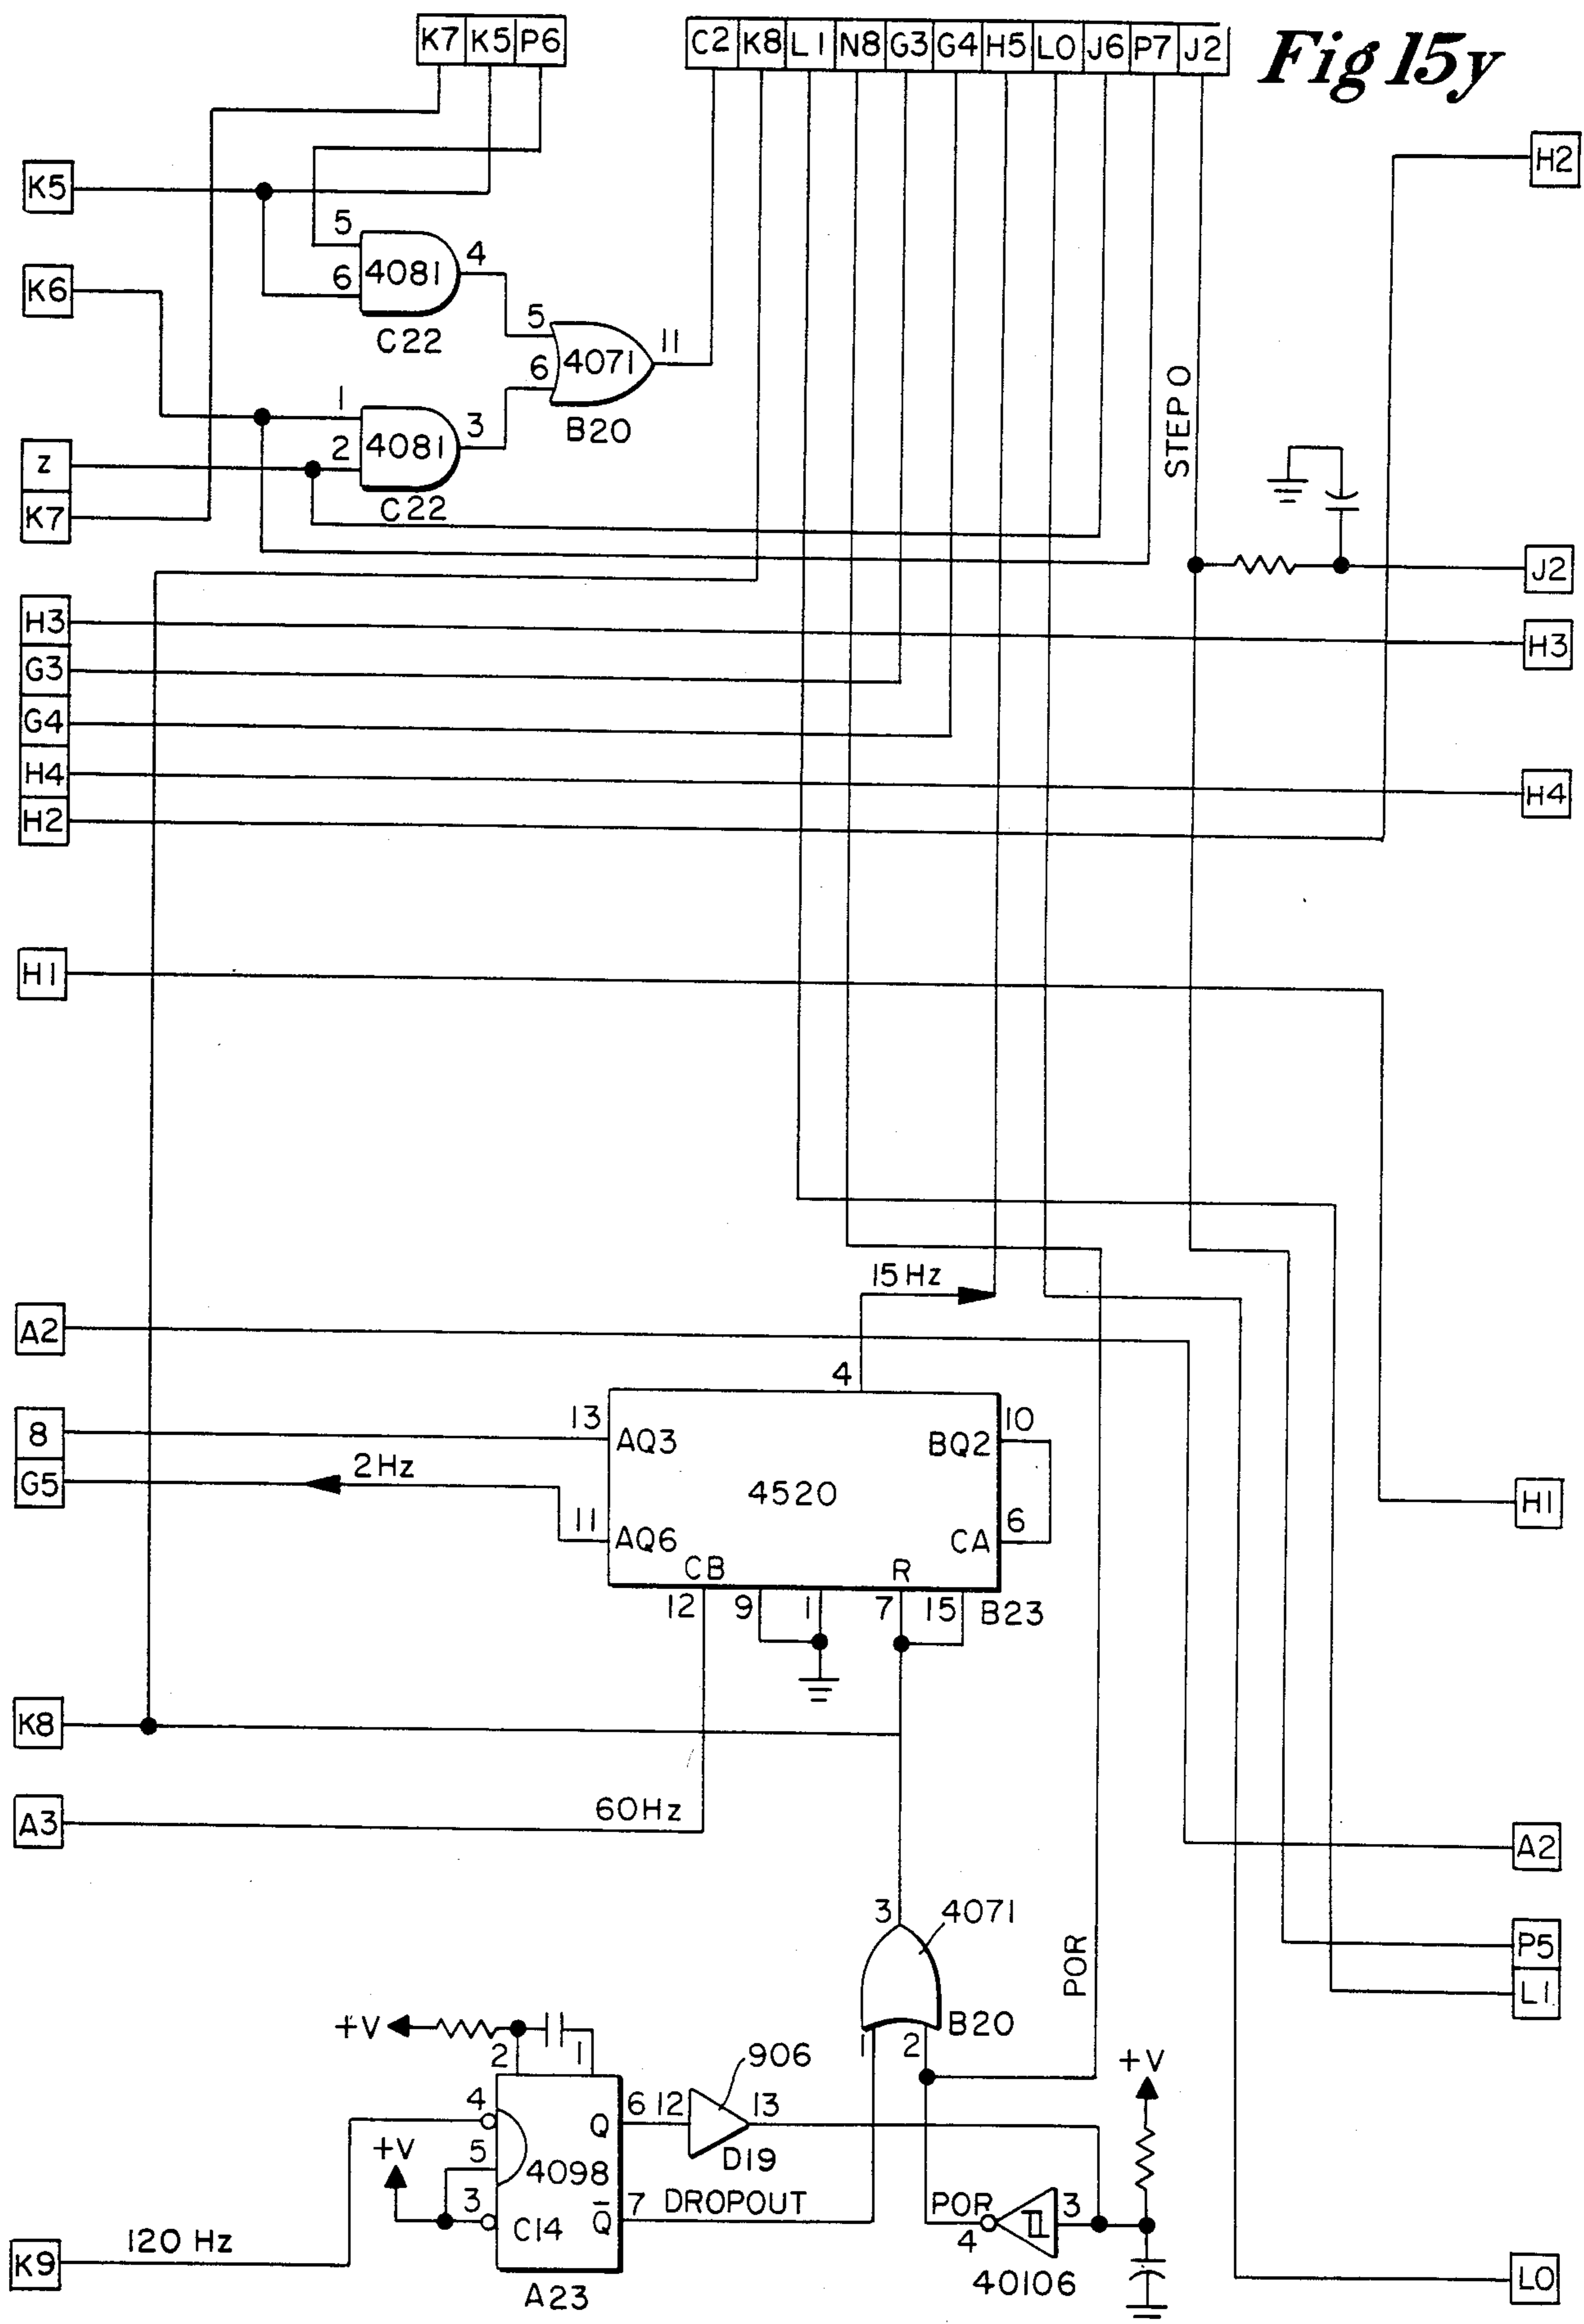 K7 K5 P6
C2 K8 L1 N8 G3 G4 H5 L0 J6 P7 J2
Fig 15y
H2
K5
5
4081
4
6
K6
C22
5
4071
11
6
B20
STEP 0
1
4081
3
2
C22
z
K7
J2
H3
H3
G3
G4
H4
H4
H2
H1
15 Hz
A2
4
8
13
AQ3
BQ2
10
G5
2Hz
4520
H1
11
AQ6
CA
6
CB
R
12
9
1
7
15
B23
K8
A3
60Hz
A2
3
4071
POR
P5
L1
+V
B20
2
1
906
1
2
+V
4
Q
6
12
13
+V
5
4098
D19
3
C14
Q̅
7
DROPOUT
POR
3
4
K9
120 Hz
A23
40106
L0